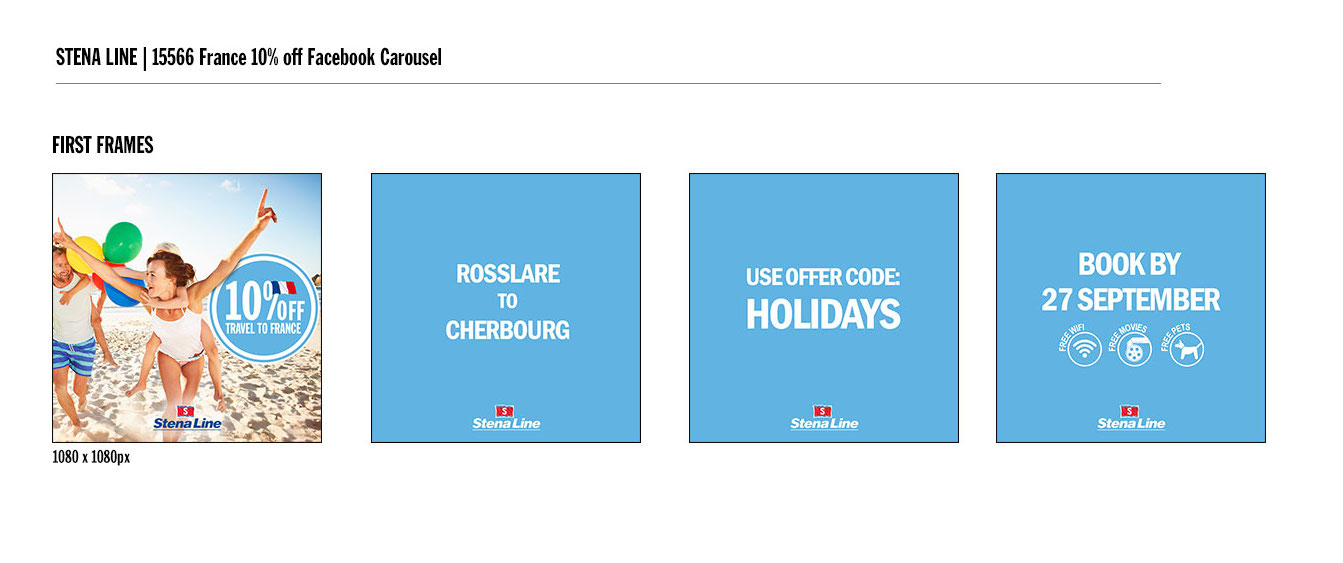 STENA LINE | 15566 France 10% off Facebook Carousel
FIRST FRAMES
10% OFF
TRAVEL TO FRANCE
S
Stena Line
1080 x 1080px
ROSSLARE
TO
CHERBOURG
S
Stena Line
USE OFFER CODE:
HOLIDAYS
S
Stena Line
BOOK BY
27 SEPTEMBER
FREE WIFI
FREE MOVIES
FREE PETS
S
Stena Line